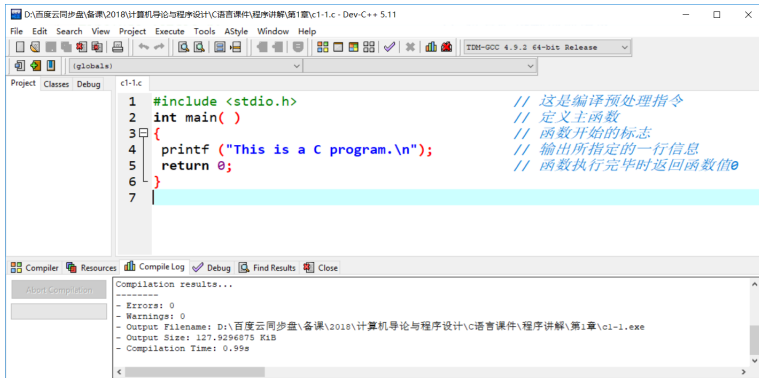 D:\百度云同步盘\备课\2018\计算机导论与程序设计\C语言课件\程序讲解\第1章\c1-1.c - Dev-C++ 5.11
File Edit Search View Project Execute Tools AStyle Window Help
TDM-GCC 4.9.2 64-bit Release
(globals)
Project Classes Debug c1-1.c
1 #include <stdio.h> // 这是编译预处理指令
2 int main( ) // 定义主函数
3 { // 函数开始的标志
4 printf ("This is a C program.\n"); // 输出所指定的一行信息
5 return 0; // 函数执行完毕时返回函数值0
6 }
7
Compiler Resources Compile Log Debug Find Results Close
Abort Compilation
Compilation results...
--------
- Errors: 0
- Warnings: 0
- Output Filename: D:\百度云同步盘\备课\2018\计算机导论与程序设计\C语言课件\程序讲解\第1章\c1-1.exe
- Output Size: 127.9296875 KiB
- Compilation Time: 0.99s